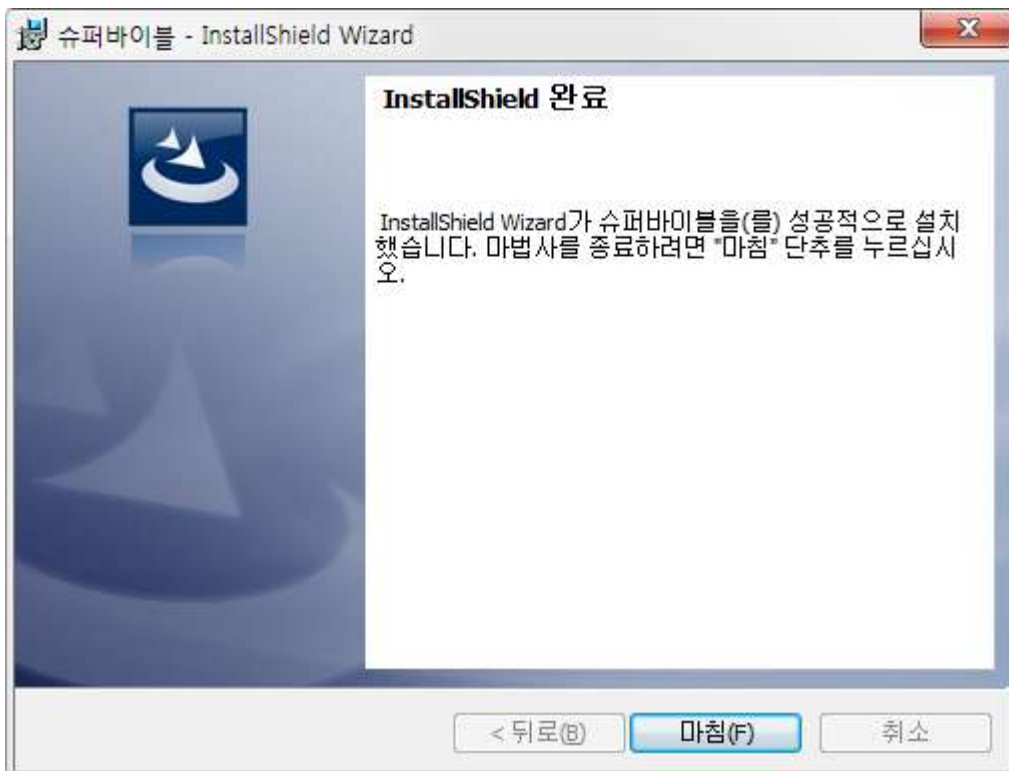 슈퍼바이블 - InstallShield Wizard
InstallShield 완료
InstallShield Wizard가 슈퍼바이블을(를) 성공적으로 설치
했습니다. 마법사를 종료하려면 "마침" 단추를 누르십시
오.
< 뒤로(B) 마침(F) 취소